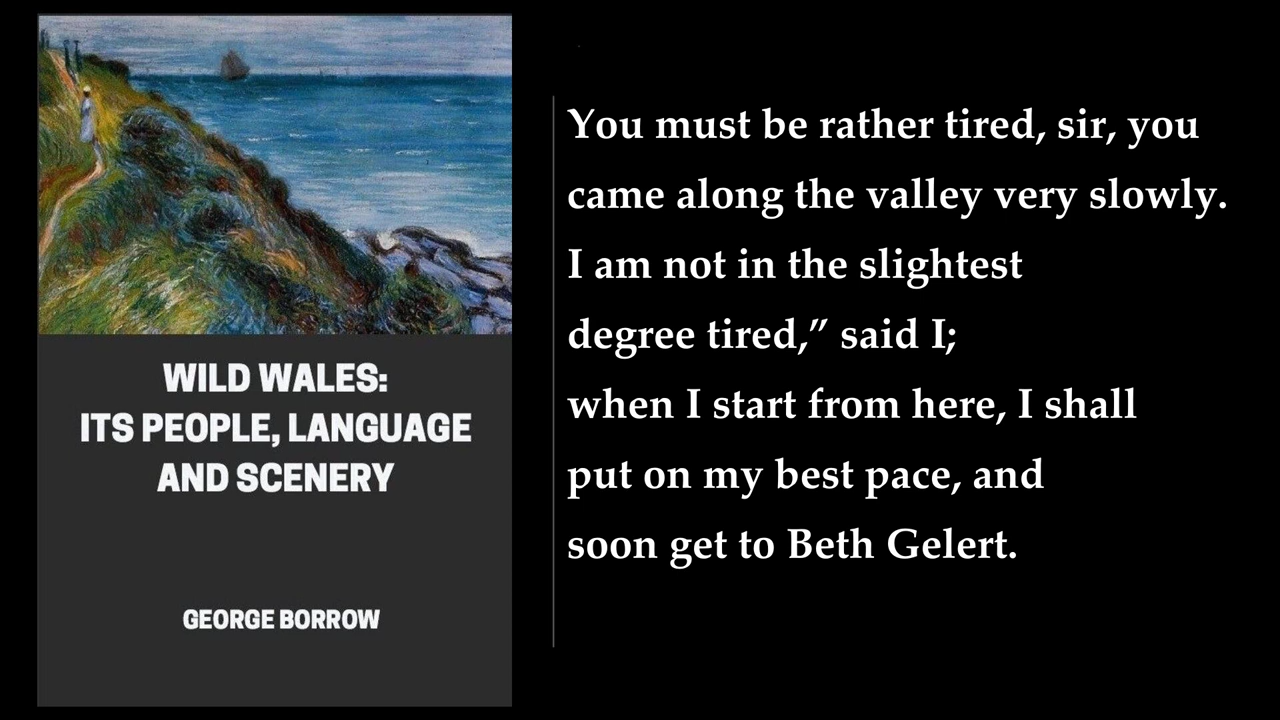 WILD WALES:
ITS PEOPLE, LANGUAGE
AND SCENERY
GEORGE BORROW
You must be rather tired, sir, you
came along the valley very slowly.
I am not in the slightest
degree tired,” said I;
when I start from here, I shall
put on my best pace, and
soon get to Beth Gelert.